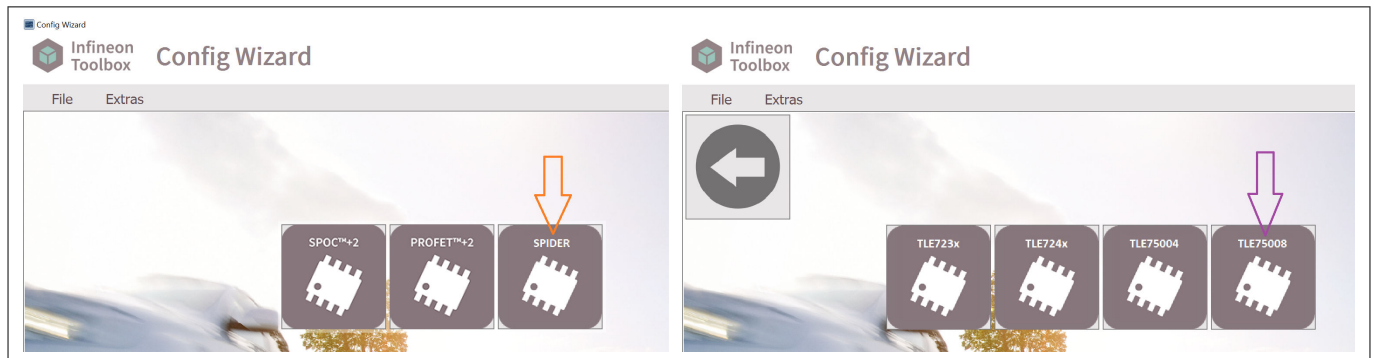 Config Wizard
Infineon Toolbox
Config Wizard
File Extras
SPOC™+2 PROFET™+2 SPIDER
Infineon Toolbox
Config Wizard
File Extras
TLE723x TLE724x TLE75004 TLE75008